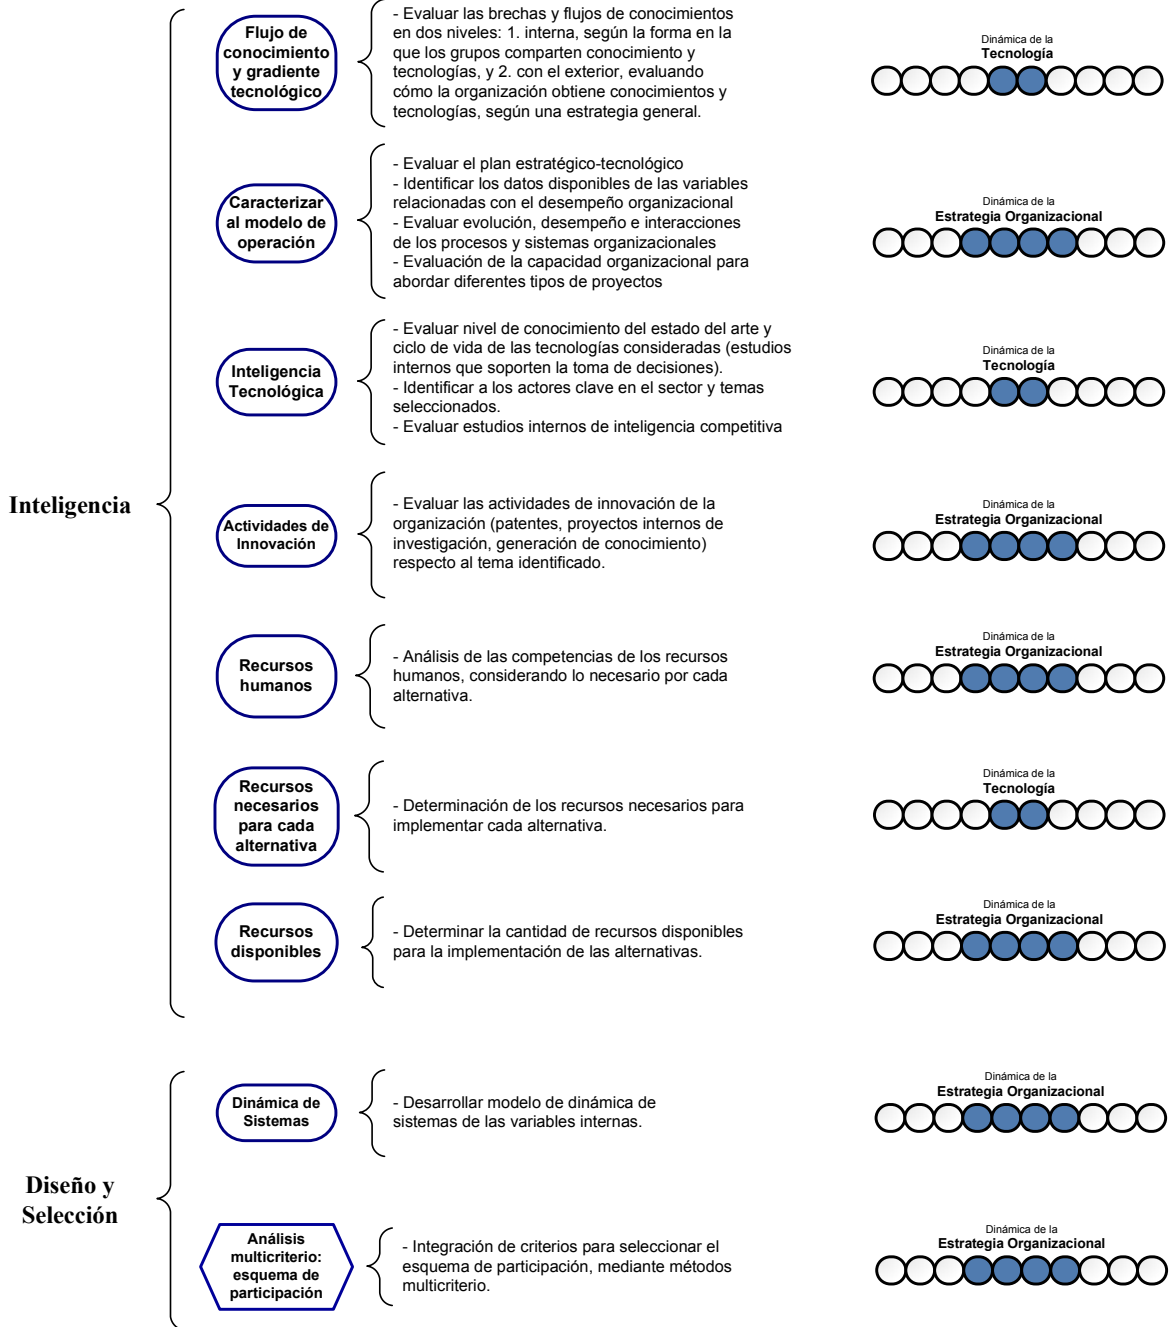 Inteligencia
Flujo de
conocimiento
y gradiente
tecnológico
- Evaluar las brechas y flujos de conocimientos
en dos niveles: 1. interna, según la forma en la
que los grupos comparten conocimiento y
tecnologías, y 2. con el exterior, evaluando
cómo la organización obtiene conocimientos y
tecnologías, según una estrategia general.
Dinámica de la
Tecnología
Caracterizar
al modelo de
operación
- Evaluar el plan estratégico-tecnológico
- Identificar los datos disponibles de las variables
relacionadas con el desempeño organizacional
- Evaluar evolución, desempeño e interacciones
de los procesos y sistemas organizacionales
- Evaluación de la capacidad organizacional para
abordar diferentes tipos de proyectos
Dinámica de la
Estrategia Organizacional
Inteligencia
Tecnológica
- Evaluar nivel de conocimiento del estado del arte y
ciclo de vida de las tecnologías consideradas (estudios
internos que soporten la toma de decisiones).
- Identificar a los actores clave en el sector y temas
seleccionados.
- Evaluar estudios internos de inteligencia competitiva
Dinámica de la
Tecnología
Actividades de
Innovación
- Evaluar las actividades de innovación de la
organización (patentes, proyectos internos de
investigación, generación de conocimiento)
respecto al tema identificado.
Dinámica de la
Estrategia Organizacional
Recursos
humanos
- Análisis de las competencias de los recursos
humanos, considerando lo necesario por cada
alternativa.
Dinámica de la
Estrategia Organizacional
Recursos
necesarios
para cada
alternativa
- Determinación de los recursos necesarios para
implementar cada alternativa.
Dinámica de la
Tecnología
Recursos
disponibles
- Determinar la cantidad de recursos disponibles
para la implementación de las alternativas.
Dinámica de la
Estrategia Organizacional
Diseño y
Selección
Dinámica de
Sistemas
- Desarrollar modelo de dinámica de
sistemas de las variables internas.
Dinámica de la
Estrategia Organizacional
Análisis
multicriterio:
esquema de
participación
- Integración de criterios para seleccionar el
esquema de participación, mediante métodos
multicriterio.
Dinámica de la
Estrategia Organizacional